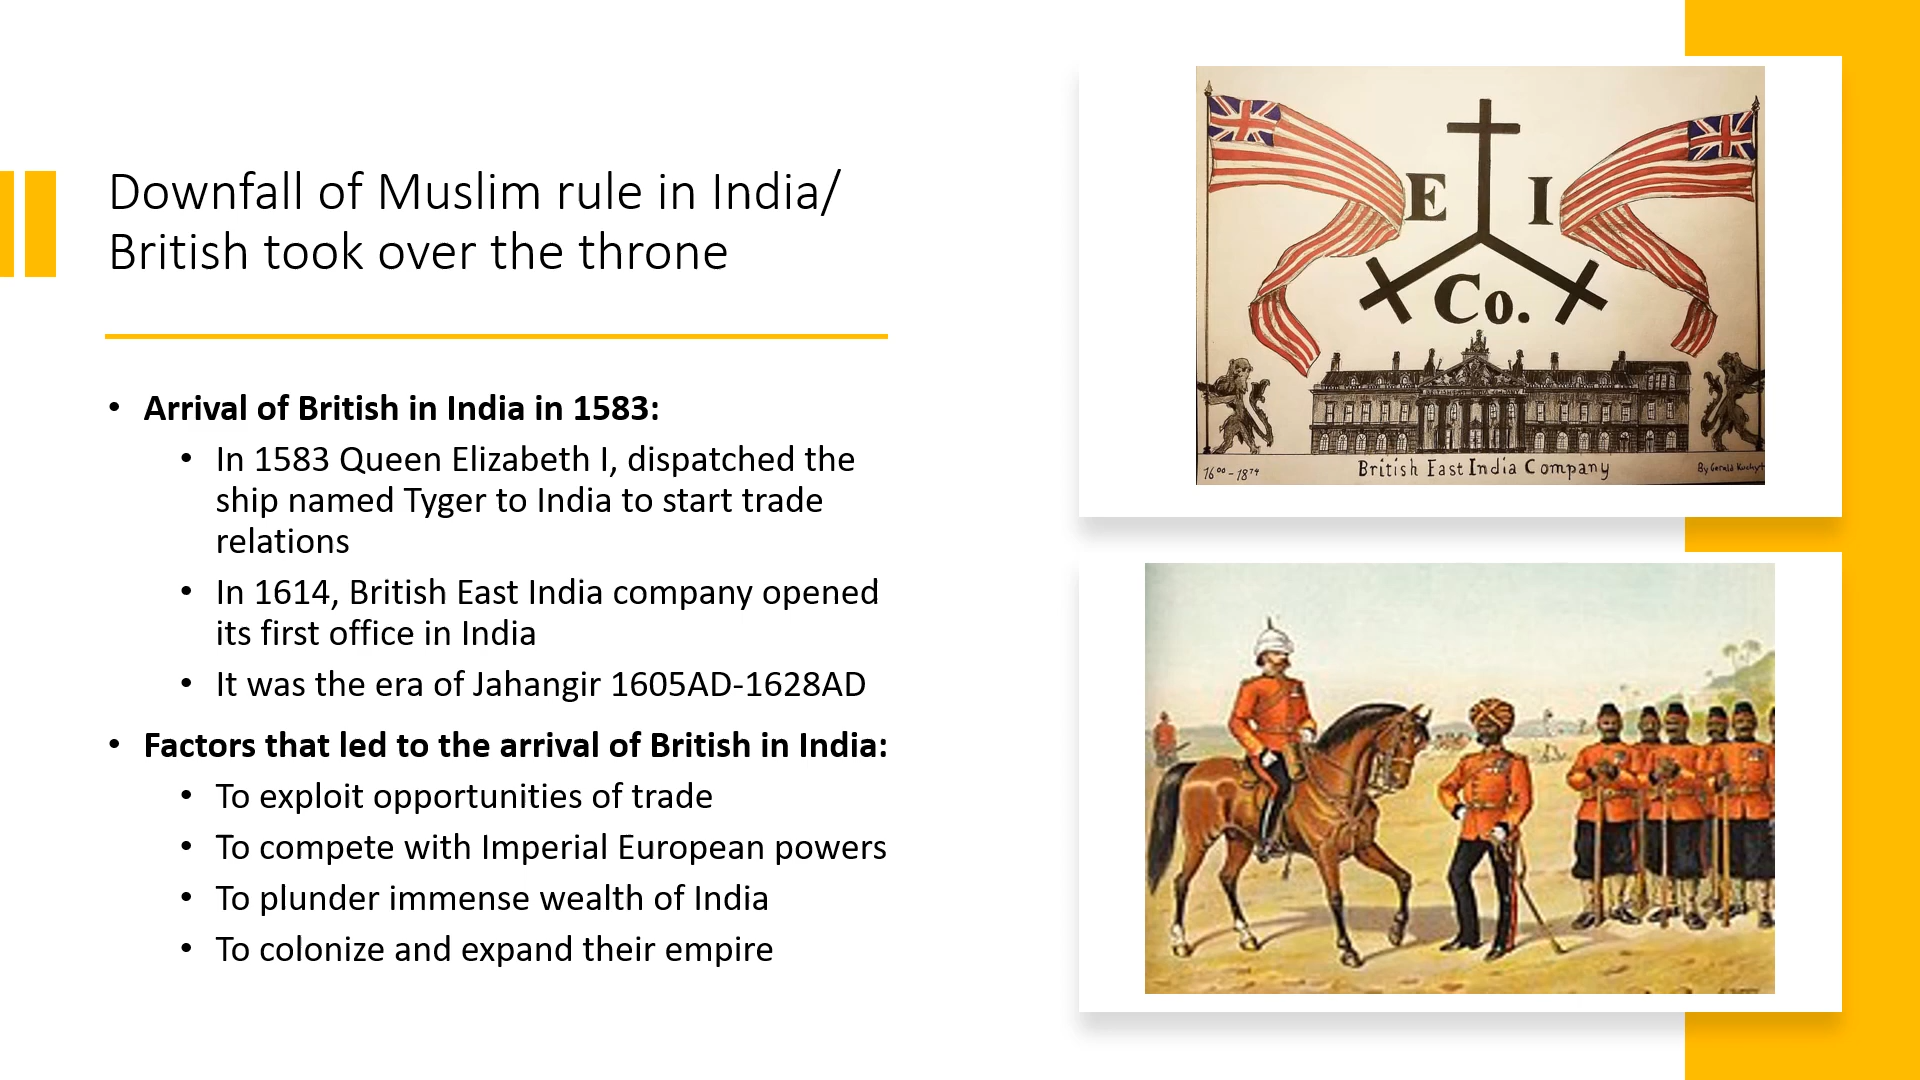 Downfall of Muslim rule in India/
British took over the throne
• Arrival of British in India in 1583:
• In 1583 Queen Elizabeth I, dispatched the
ship named Tyger to India to start trade
relations
• In 1614, British East India company opened
its first office in India
• It was the era of Jahangir 1605AD-1628AD
• Factors that led to the arrival of British in India:
• To exploit opportunities of trade
• To compete with Imperial European powers
• To plunder immense wealth of India
• To colonize and expand their empire
E I
Co.
1600-1874
British East India Company
By Gerald